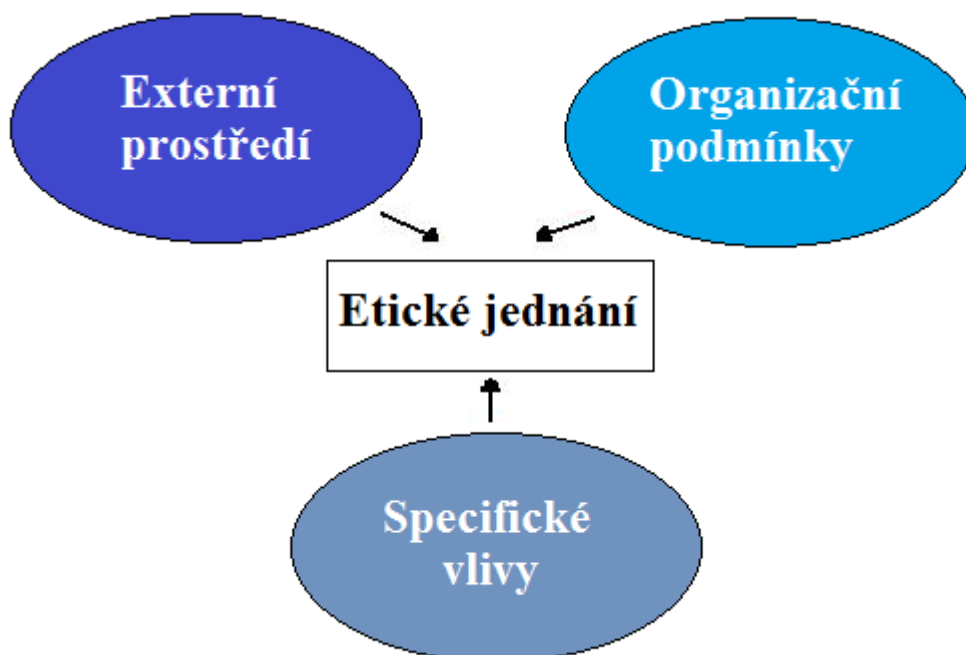 Externí
prostředí
Organizační
podmínky
Etické jednání
Specifické
vlivy